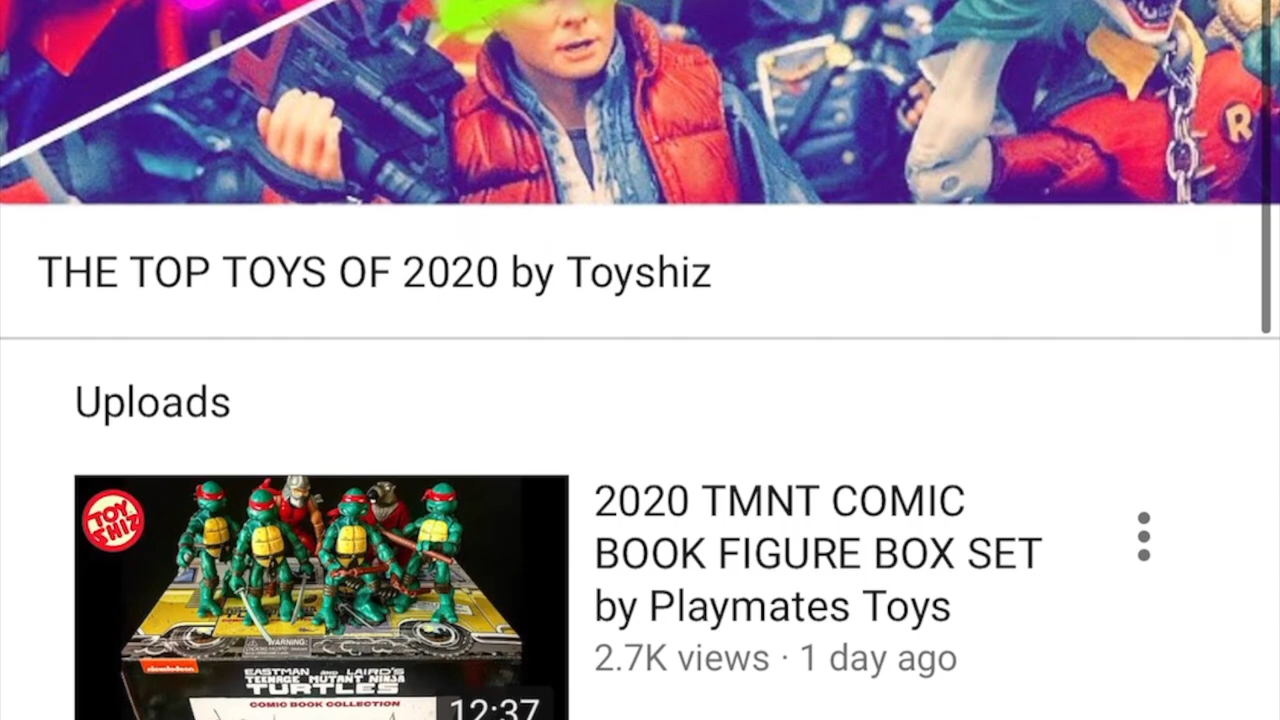 R
THE TOP TOYS OF 2020 by Toyshiz
Uploads
TOY
SHIZ
2020 TMNT COMIC
BOOK FIGURE BOX SET
by Playmates Toys
2.7K views · 1 day ago
WARNING:
nickelodeon
EASTMAN AND LAIRD'S
TEENAGE MUTANT NINJA
TURTLES
COMIC BOOK COLLECTION
12:37